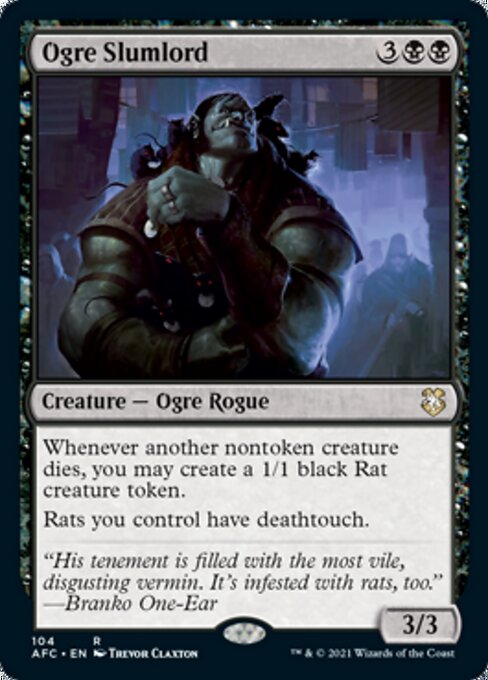 Ogre Slumlord 3
Creature — Ogre Rogue
Whenever another nontoken creature
dies, you may create a 1/1 black Rat
creature token.
Rats you control have deathtouch.
“His tenement is filled with the most vile,
disgusting vermin. It’s infested with rats, too.”
—Branko One-Ear
3/3
104 R
AFC • EN TREVOR CLAXTON
™ & © 2021 Wizards of the Coast